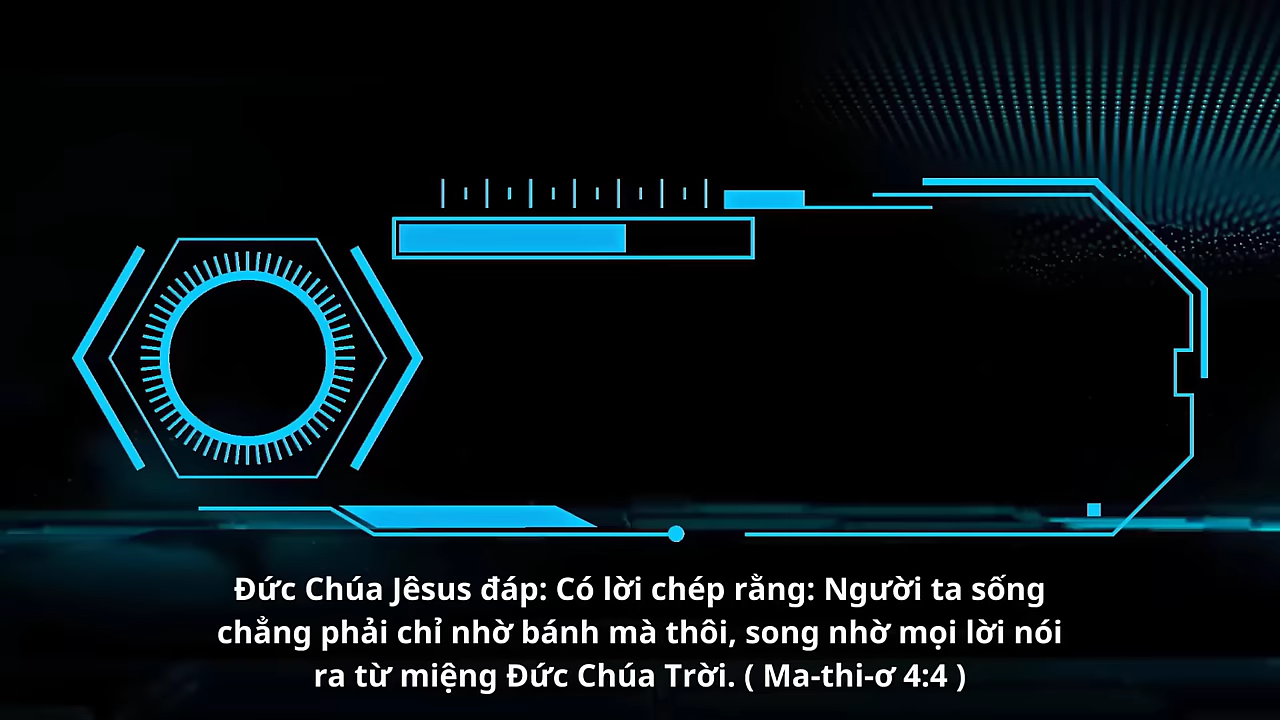 Đức Chúa Jêsus đáp: Có lời chép rằng: Người ta sống
chẳng phải chỉ nhờ bánh mà thôi, song nhờ mọi lời nói
ra từ miệng Đức Chúa Trời. ( Ma-thi-ơ 4:4 )